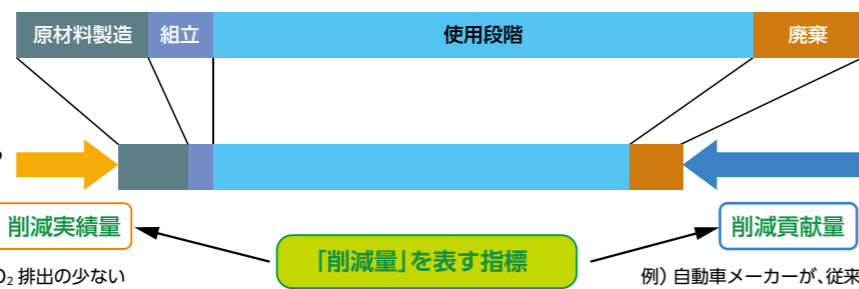 原材料製造 組立 使用段階 廃棄
削減実績量 削減貢献量
「削減量」を表す指標
O₂ 排出の少ない 例）自動車メーカーが、従来